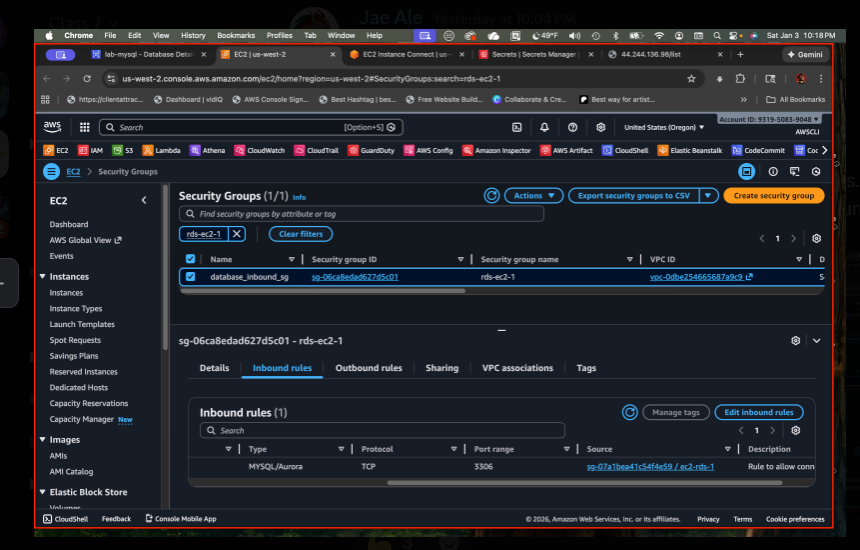 Class 7
Jae Ale Yesterday at 10:04 PM
Chrome File Edit View History Bookmarks Profiles Tab Window Help 49°F Sat Jan 3 10:18 PM
lab-mysql - Database Detai EC2 | us-west-2 EC2 Instance Connect | us- Secrets | Secrets Manager | 44.244.136.98/list Gemini
us-west-2.console.aws.amazon.com/ec2/home?region=us-west-2#SecurityGroups:search=rds-ec2-1
https://clientattrac... Dashboard | vidIQ AWS Console Sign... Best Hashtag | bes... Free Website Build... Collaborate & Cre... Best way for artist... All Bookmarks
aws Search [Option+S] United States (Oregon) Account ID: 9319-5083-9048
AWSCLI
EC2 IAM S3 Lambda Athena CloudWatch CloudTrail GuardDuty AWS Config Amazon Inspector AWS Artifact CloudShell Elastic Beanstalk CodeCommit Coc
EC2 Security Groups
EC2
Dashboard
AWS Global View
Events
Instances
Instances
Instance Types
Launch Templates
Spot Requests
Savings Plans
Reserved Instances
Dedicated Hosts
Capacity Reservations
Capacity Manager New
Images
AMIs
AMI Catalog
Elastic Block Store
Volumes
Security Groups (1/1) Info Actions Export security groups to CSV Create security group
Find security groups by attribute or tag
rds-ec2-1 Clear filters
1
Name Security group ID Security group name VPC ID D
database_inbound_sg sg-06ca8edad627d5c01 rds-ec2-1 vpc-0dbe254665687a9c9 S
sg-06ca8edad627d5c01 - rds-ec2-1
Details Inbound rules Outbound rules Sharing VPC associations Tags
Inbound rules (1) Manage tags Edit inbound rules
Search 1
Type Protocol Port range Source Description
MYSQL/Aurora TCP 3306 sg-07a1bea41c54f4e59 / ec2-rds-1 Rule to allow conn
CloudShell Feedback Console Mobile App © 2026, Amazon Web Services, Inc. or its affiliates. Privacy Terms Cookie preferences